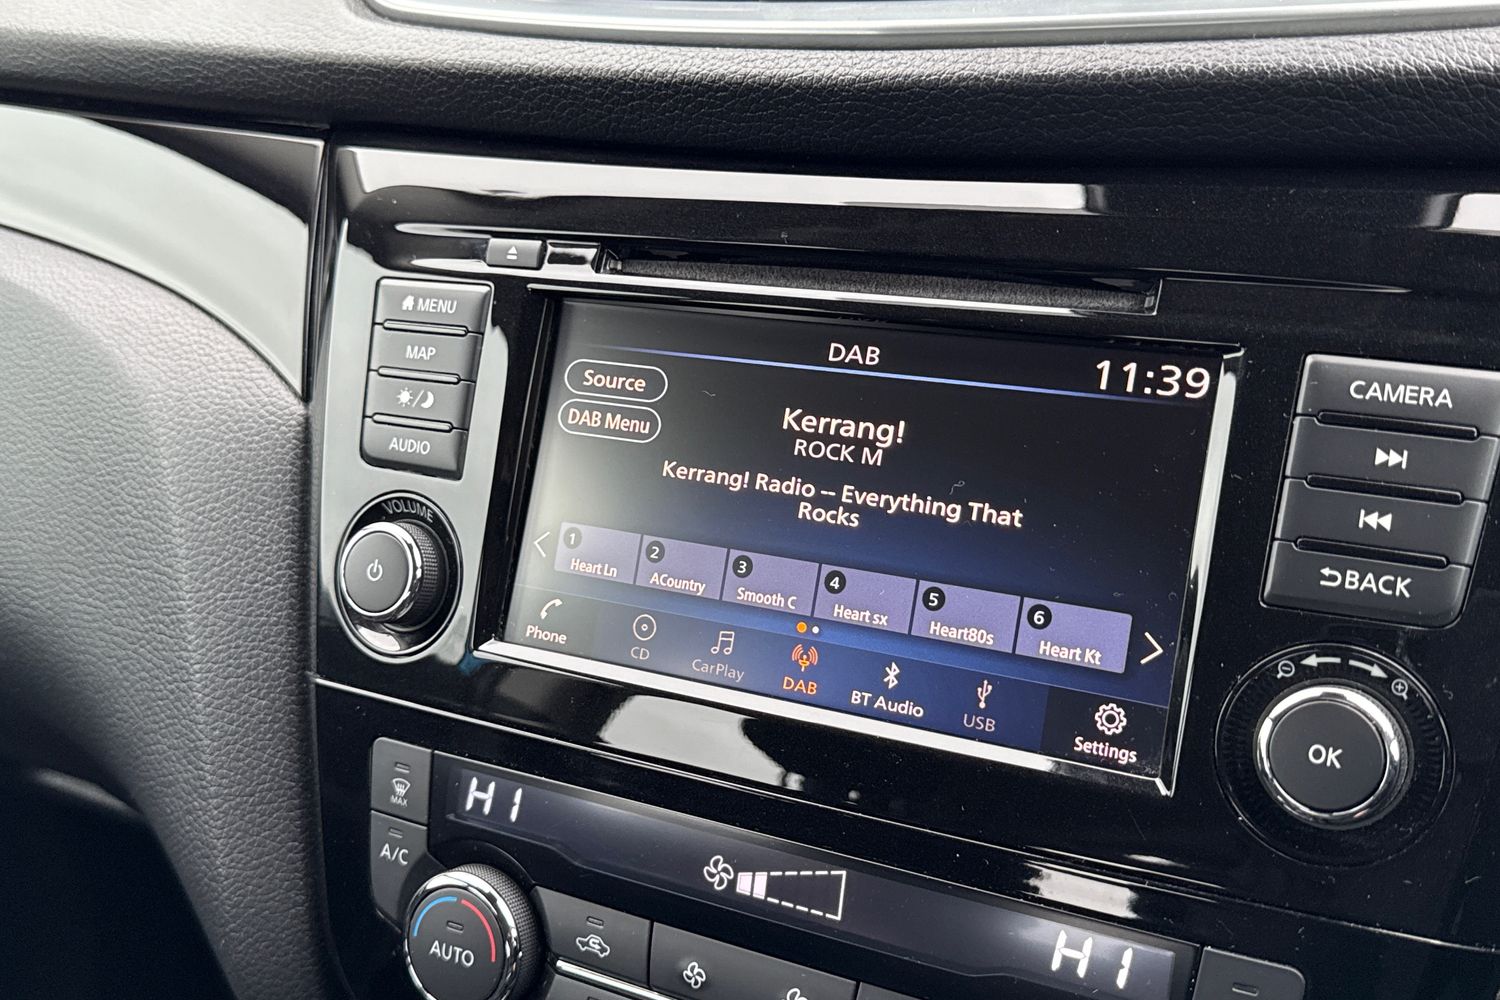 MENU
MAP
AUDIO
VOLUME
DAB
11:39
Source
DAB Menu
Kerrang!
ROCK M
Kerrang! Radio -- Everything That
Rocks
1
Heart Ln
2
ACountry
3
Smooth C
4
Heart sx
5
Heart80s
6
Heart Kt
Phone
CD
CarPlay
DAB
BT Audio
USB
Settings
CAMERA
BACK
OK
MAX
A/C
AUTO
HI
HI